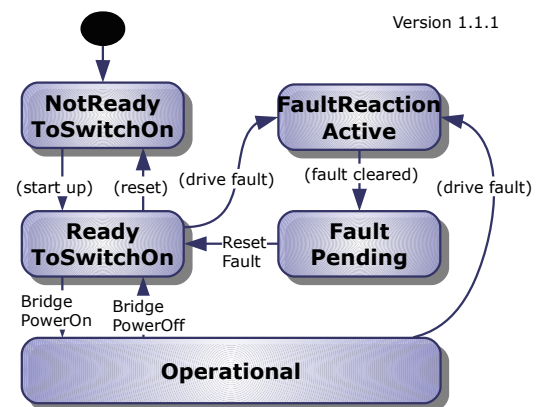 Version 1.1.1
NotReady
ToSwitchOn
FaultReaction
Active
(start up)
(reset)
(drive fault)
(fault cleared)
(drive fault)
Ready
ToSwitchOn
Reset
Fault
Fault
Pending
Bridge
PowerOn
Bridge
PowerOff
Operational